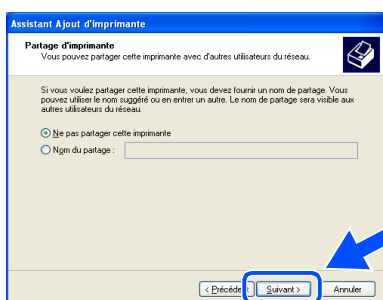 Assistant Ajout d'imprimante
Partage d'imprimante
Vous pouvez partager cette imprimante avec d'autres utilisateurs du réseau.
Si vous voulez partager cette imprimante, vous devez fournir un nom de partage. Vous
pouvez utiliser le nom suggéré ou en entrer un autre. Le nom de partage sera visible aux
autres utilisateurs du réseau.
Ne pas partager cette imprimante
Nom du partage :
< Précéde t
Suivant >
Annuler